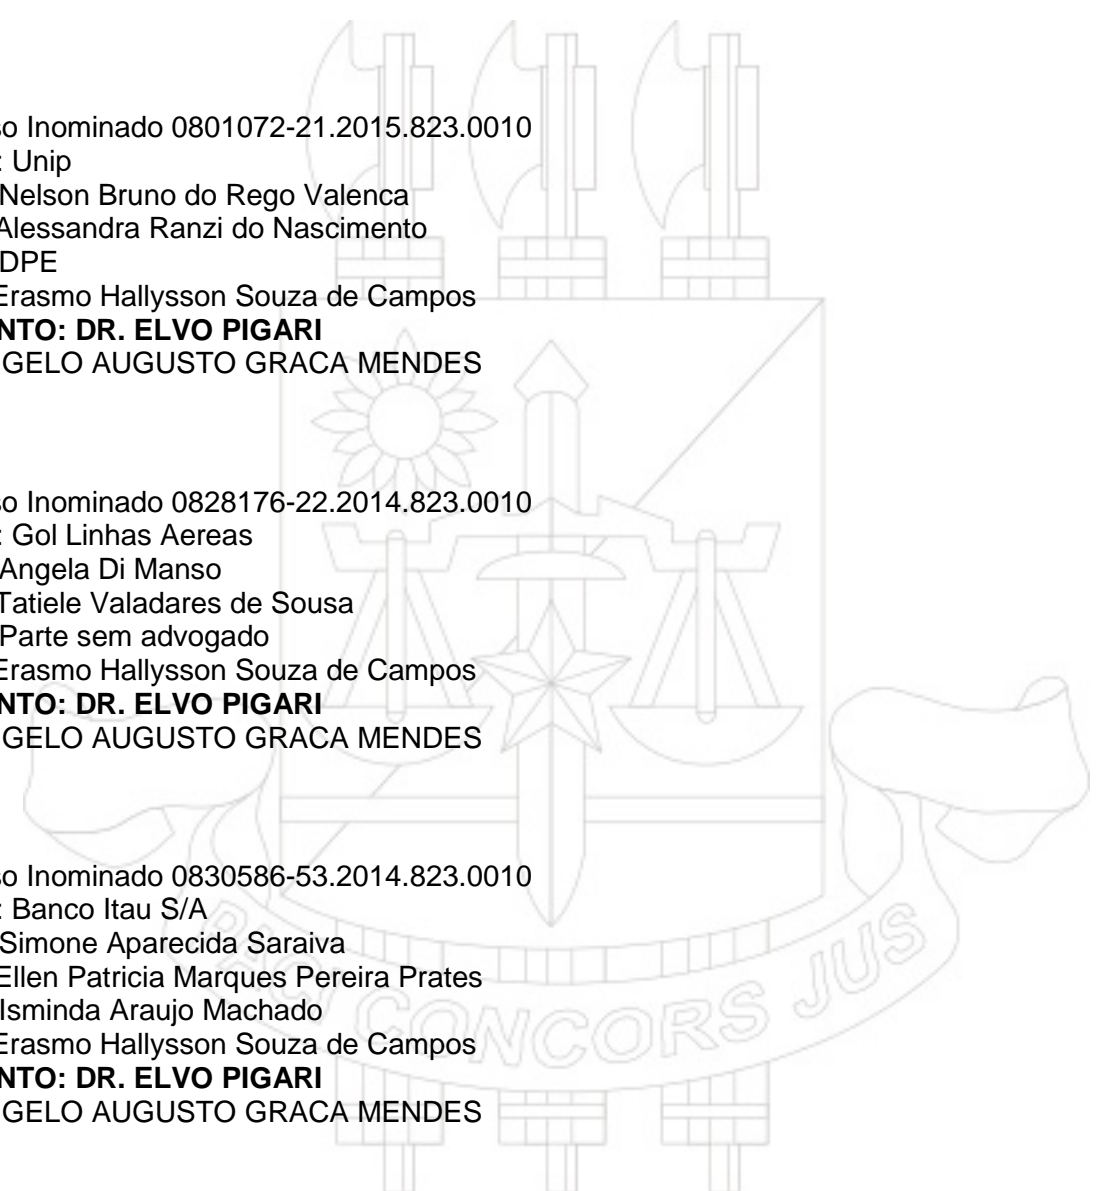 so Inominado 0801072-21.2015.823.0010
: Unip
Nelson Bruno do Rego Valenca
Alessandra Ranzi do Nascimento
DPE
Erasmo Hallysson Souza de Campos
NTO: DR. ELVO PIGARI
GELO AUGUSTO GRACA MENDES
so Inominado 0828176-22.2014.823.0010
: Gol Linhas Aereas
Angela Di Manso
Tatiele Valadares de Sousa
Parte sem advogado
Erasmo Hallysson Souza de Campos
NTO: DR. ELVO PIGARI
GELO AUGUSTO GRACA MENDES
so Inominado 0830586-53.2014.823.0010
: Banco Itau S/A
Simone Aparecida Saraiva
Ellen Patricia Marques Pereira Prates
Isminda Araujo Machado
Erasmo Hallysson Souza de Campos
NTO: DR. ELVO PIGARI
GELO AUGUSTO GRACA MENDES
PACI CONCORS JUS